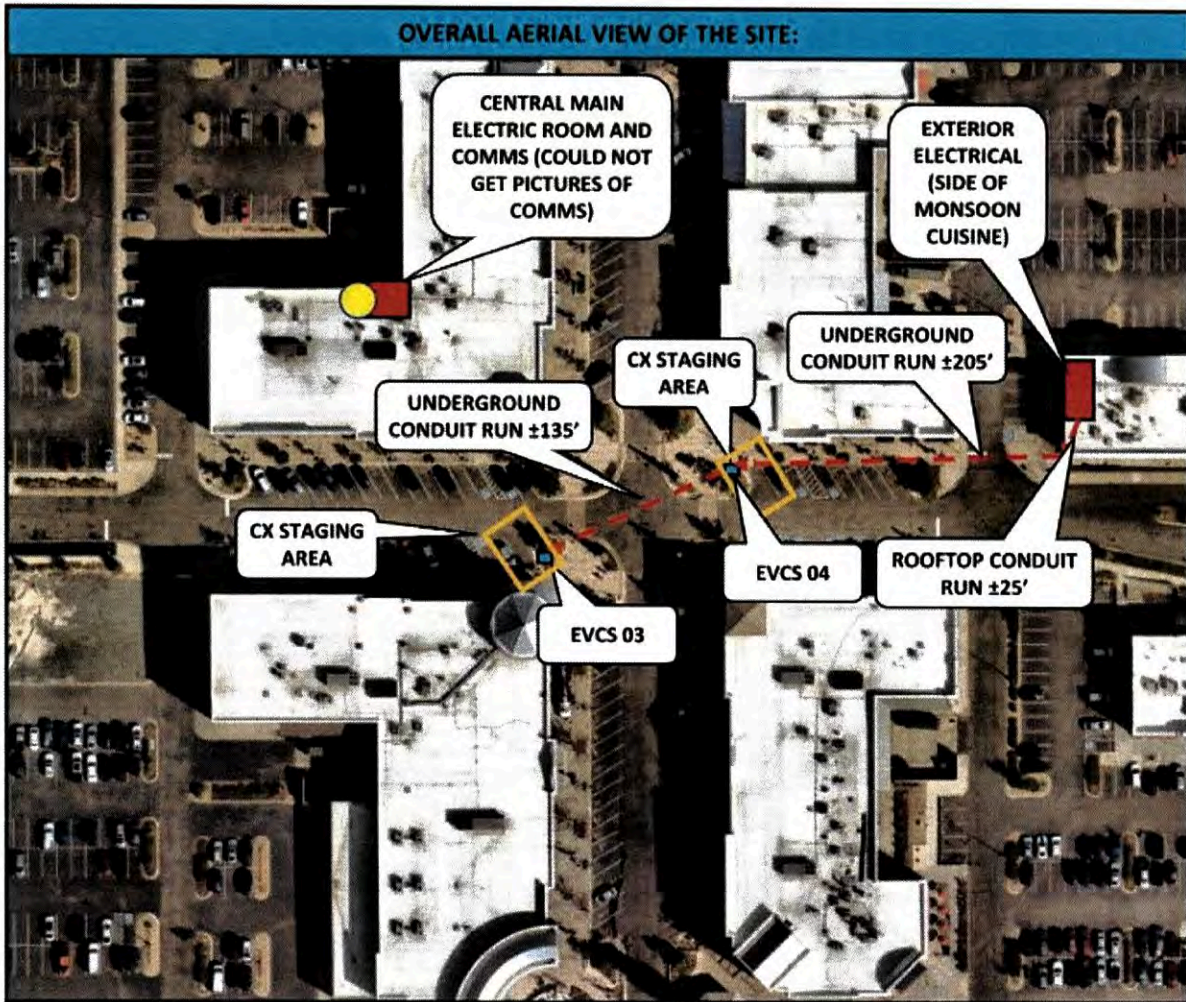 OVERALL AERIAL VIEW OF THE SITE:
CENTRAL MAIN
ELECTRIC ROOM AND
COMMS (COULD NOT
GET PICTURES OF
COMMS)
EXTERIOR
ELECTRICAL
(SIDE OF
MONSOON
CUISINE)
UNDERGROUND
CONDUIT RUN ±205'
CX STAGING
AREA
UNDERGROUND
CONDUIT RUN ±135'
CX STAGING
AREA
EVCS 04
ROOFTOP CONDUIT
RUN ±25'
EVCS 03